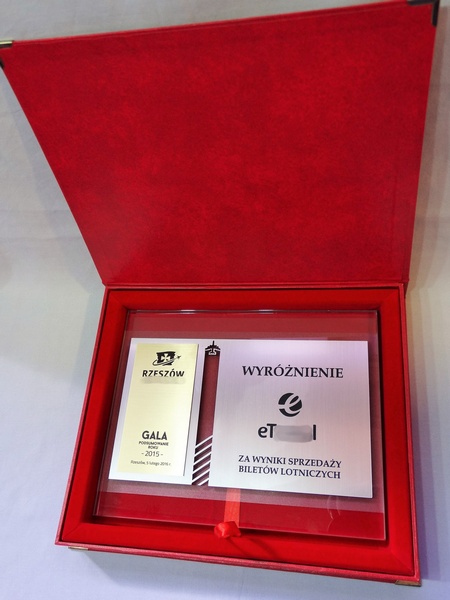 RZESZÓW
GALA
PODSUMOWANIE
ROKU
- 2015 -
WYRÓŻNIENIE
ZA WYNIKI SPRZEDAŻY
BILETÓW LOTNICZYCH